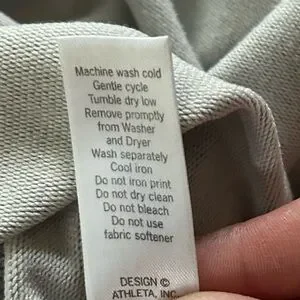 Machine wash cold
Gentle cycle
Tumble dry low
Remove promptly
from Washer
and Dryer
Wash separately
Cool iron
Do not iron print
Do not dry clean
Do not bleach
Do not use
fabric softener
DESIGN ©
ATHLETA, INC.